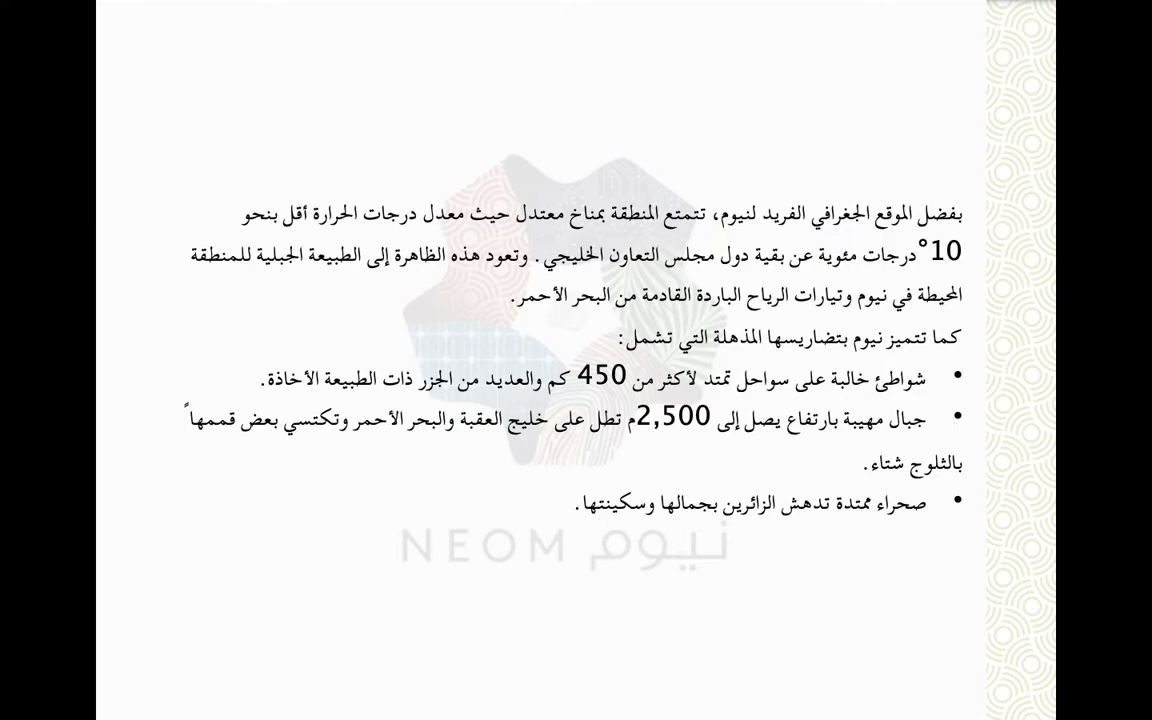 بفضل الموقع الجغرافي الفريد لنيوم، تتمتع المنطقة بمناخ معتدل حيث معدل درجات الحرارة أقل بنحو
10°درجات مئوية عن بقية دول مجلس التعاون الخليجي. وتعود هذه الظاهرة إلى الطبيعة الجبلية للمنطقة
المحيطة في نيوم وتيارات الرياح الباردة القادمة من البحر الأحمر.
كما تتميز نيوم بتضاريسها المذهلة التي تشمل:
• شواطئ خالبة على سواحل تمتد لأكثر من 450 كم والعديد من الجزر ذات الطبيعة الأخاذة.
• جبال مهيبة بارتفاع يصل إلى 2,500م تطل على خليج العقبة والبحر الأحمر وتكتسي بعض قممهاً
بالثلوج شتاء.
• صحراء ممتدة تدهش الزائرين بجمالها وسكينتها.
NEOM نيوم